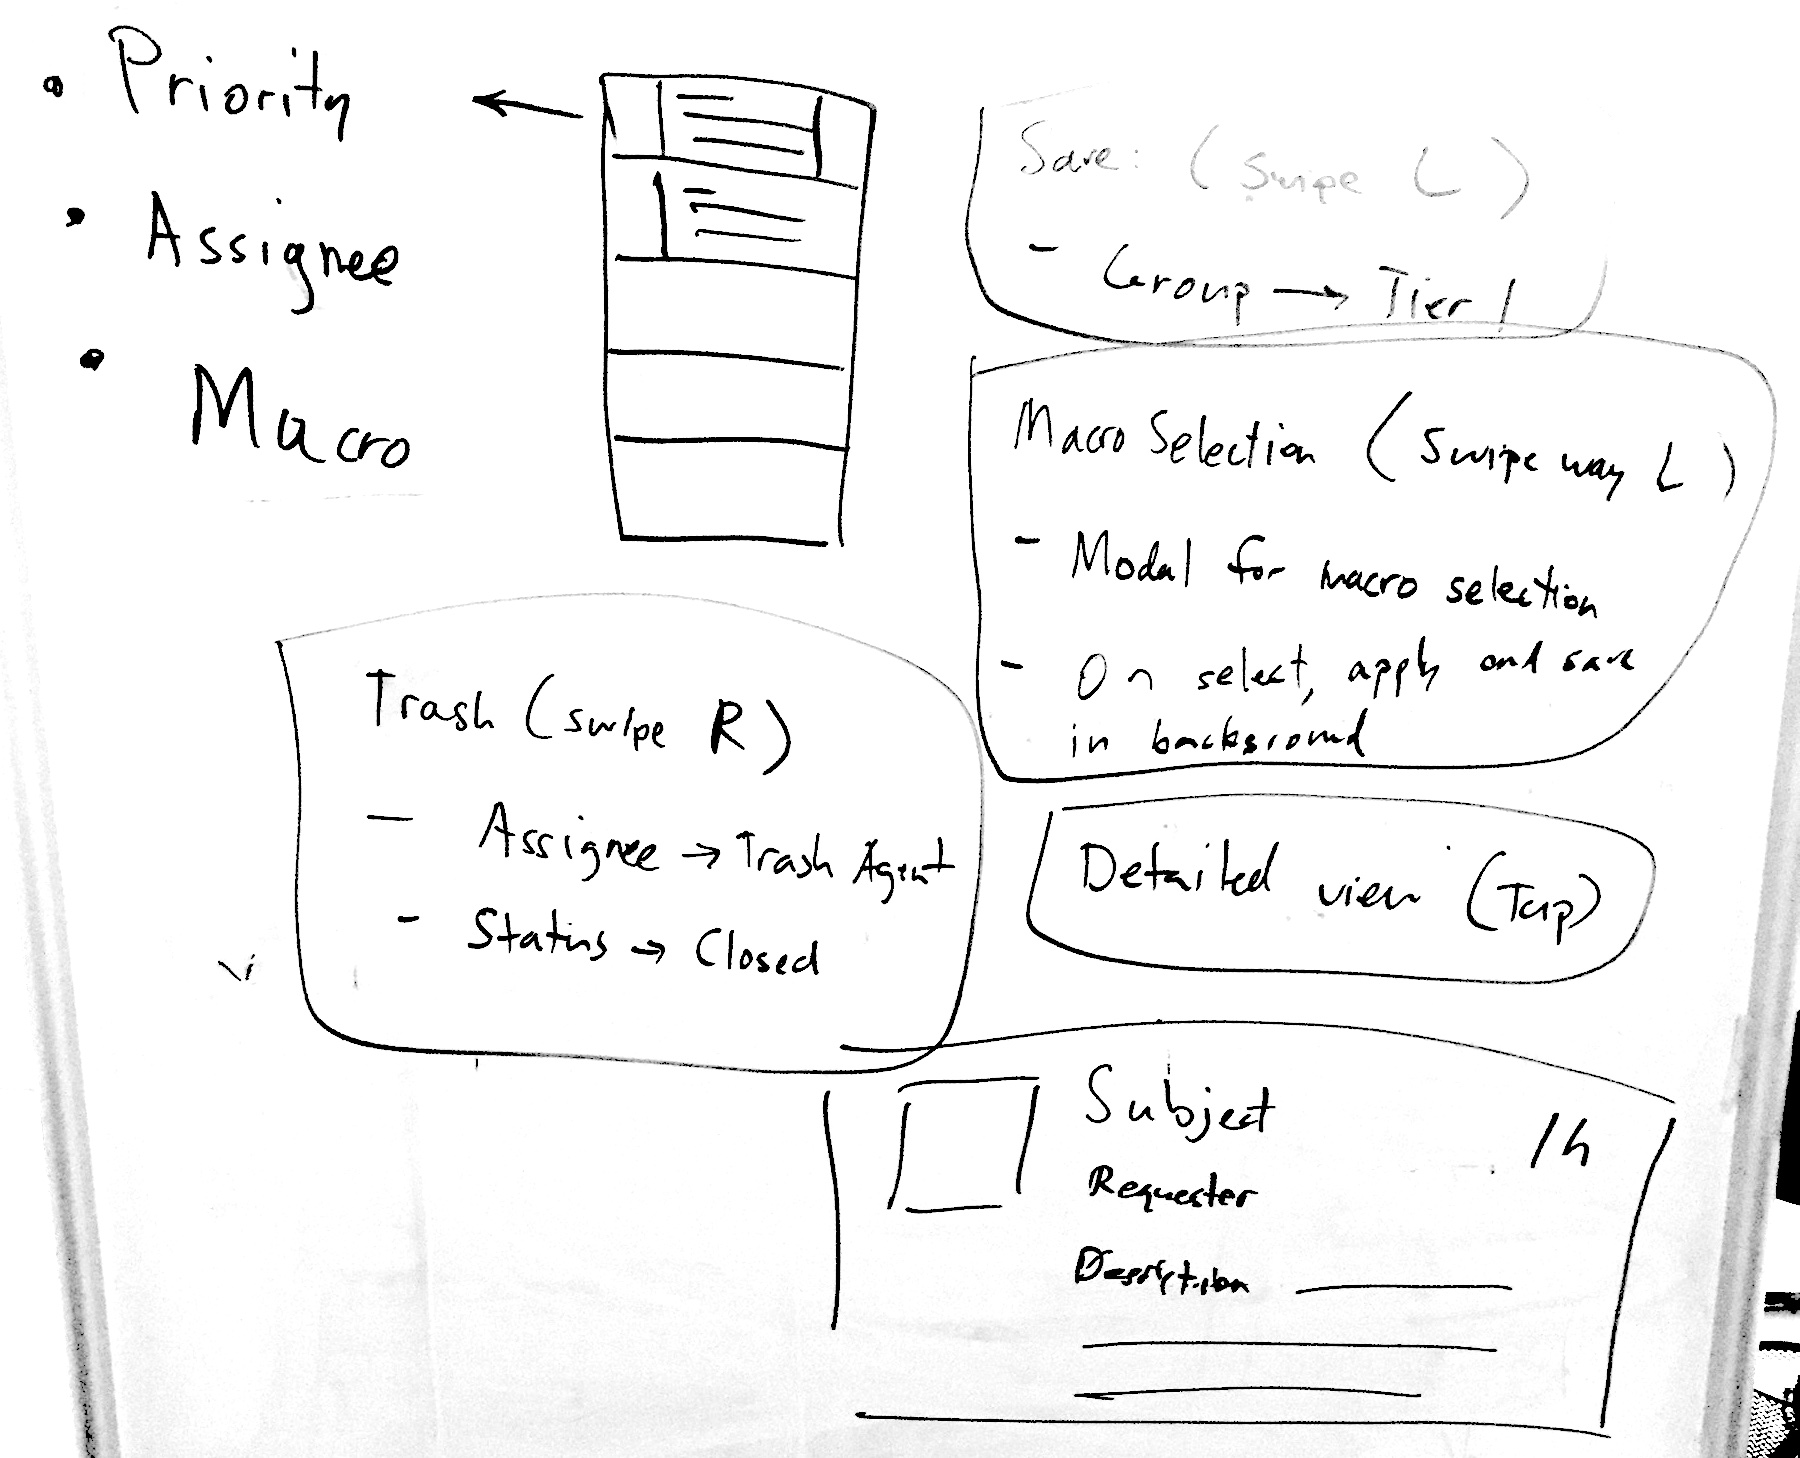 • Priority
• Assignee
• Macro
Save: (Swipe L)
- Group → Tier 1
Macro Selection (Swipe way L)
- Modal for macro selection
- On select, apply and save
in background
Trash (swipe R)
- Assignee → Trash Agent
- Status → Closed
Detailed view (Tap)
Subject
1h
Requester
Description